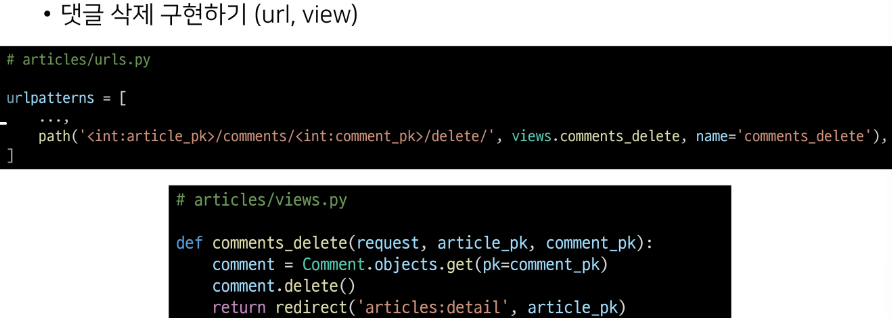 • 댓글 삭제 구현하기 (url, view)
# articles/urls.py
urlpatterns = [
    ...,
    path('<int:article_pk>/comments/<int:comment_pk>/delete/', views.comments_delete, name='comments_delete'),
]
# articles/views.py
def comments_delete(request, article_pk, comment_pk):
    comment = Comment.objects.get(pk=comment_pk)
    comment.delete()
    return redirect('articles:detail', article_pk)